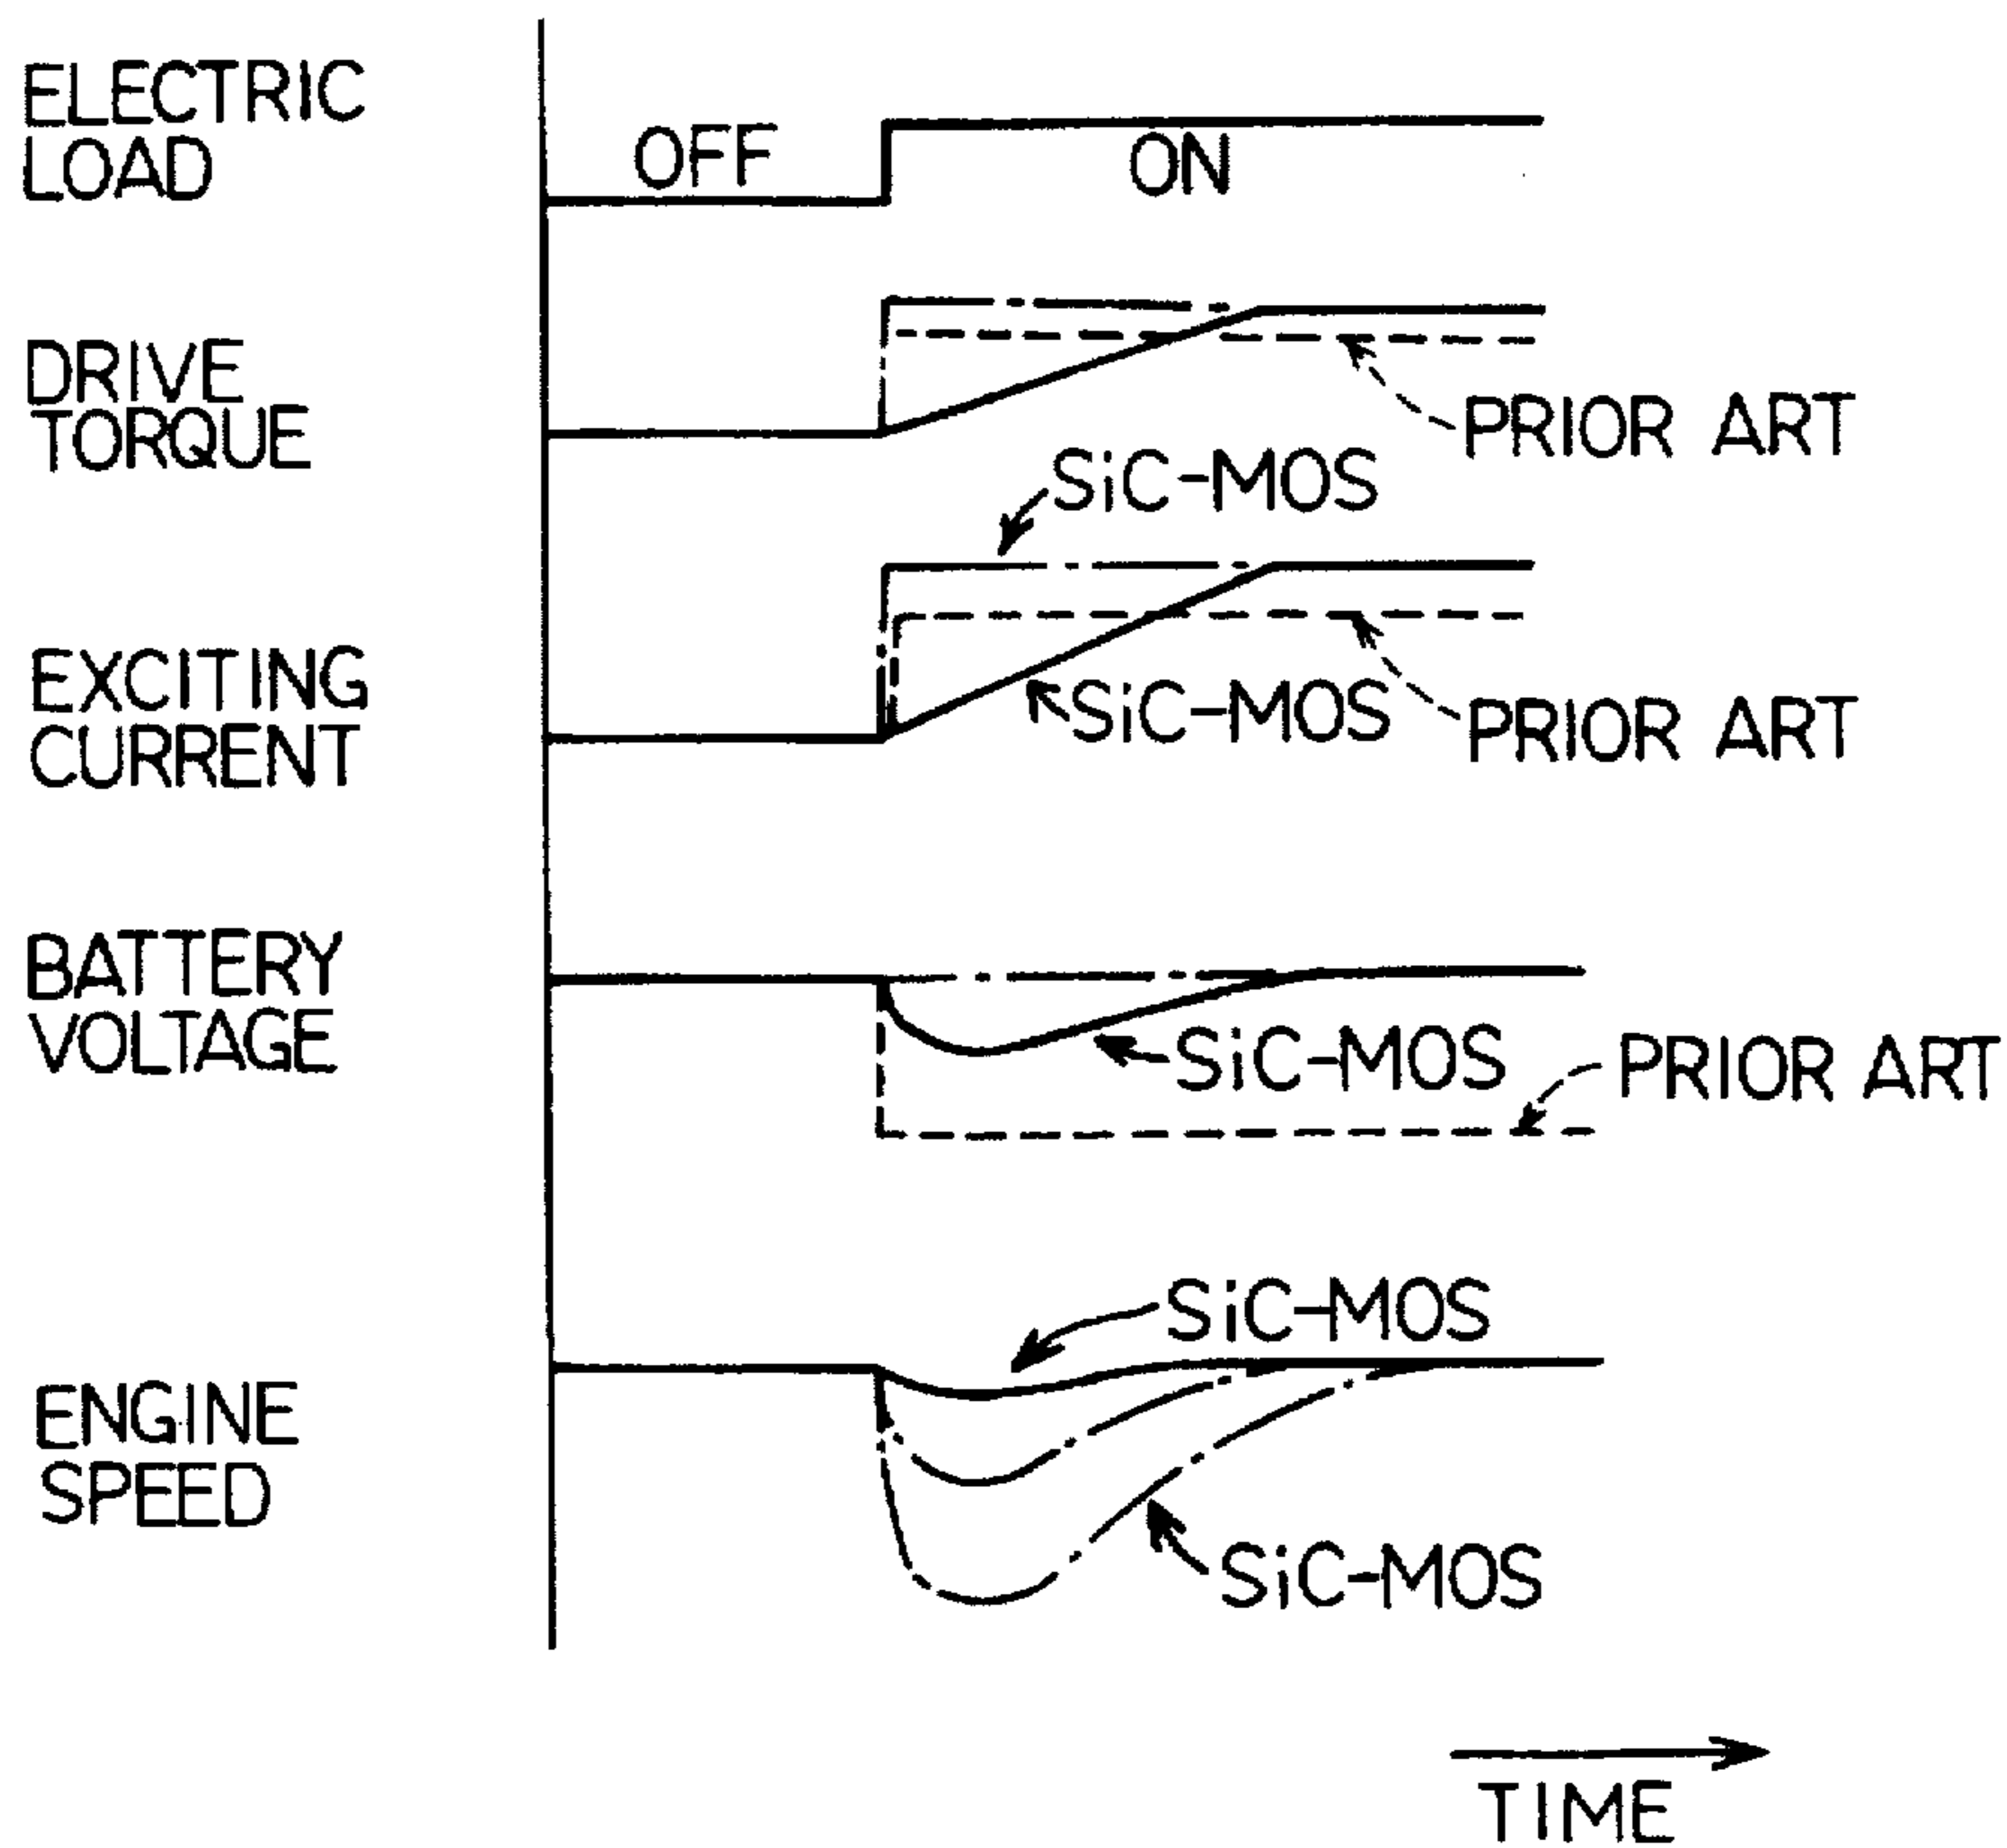 ELECTRIC
LOAD
OFF
ON
DRIVE
TORQUE
PRIOR ART
SiC-MOS
EXCITING
CURRENT
SiC-MOS
PRIOR ART
BATTERY
VOLTAGE
SiC-MOS
PRIOR ART
SiC-MOS
ENGINE
SPEED
SiC-MOS
TIME